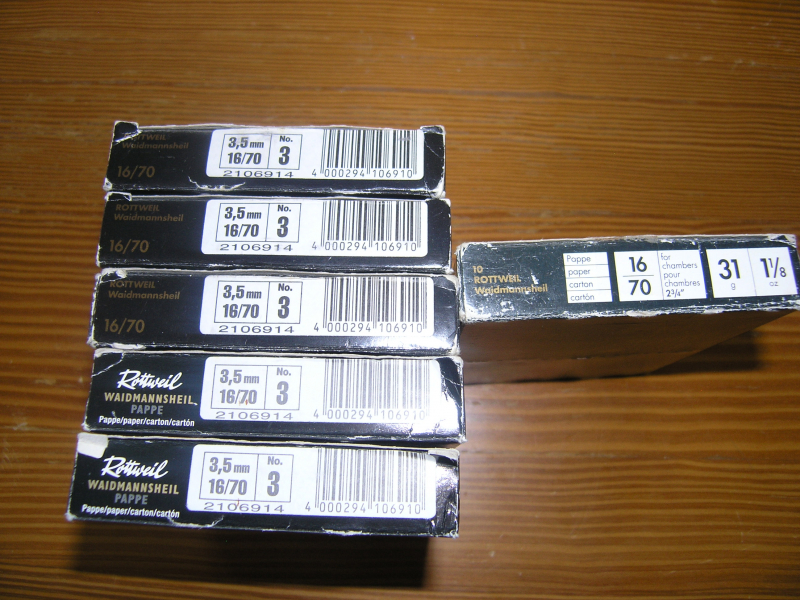 ROTTWEIL
Waidmannsheil
16/70
3,5 mm
16/70
No.
3
2106914
4 000294 106910
ROTTWEIL
Waidmannsheil
16/70
3,5 mm
16/70
No.
3
2106914
4 000294 106910
ROTTWEIL
Waidmannsheil
16/70
3,5 mm
16/70
No.
3
2106914
4 000294 106910
Rottweil
WAIDMANNSHEIL
PAPPE
Pappe/paper/carton/cartón
3,5 mm
16/70
No.
3
2106914
4 000294 106910
Rottweil
WAIDMANNSHEIL
PAPPE
Pappe/paper/carton/cartón
3,5 mm
16/70
No.
3
2106914
4 000294 106910
10
ROTTWEIL
Waidmannsheil
Pappe
paper
carton
cartón
16
70
for
chambers
pour
chambres
2¾"
31
g
1⅛
oz